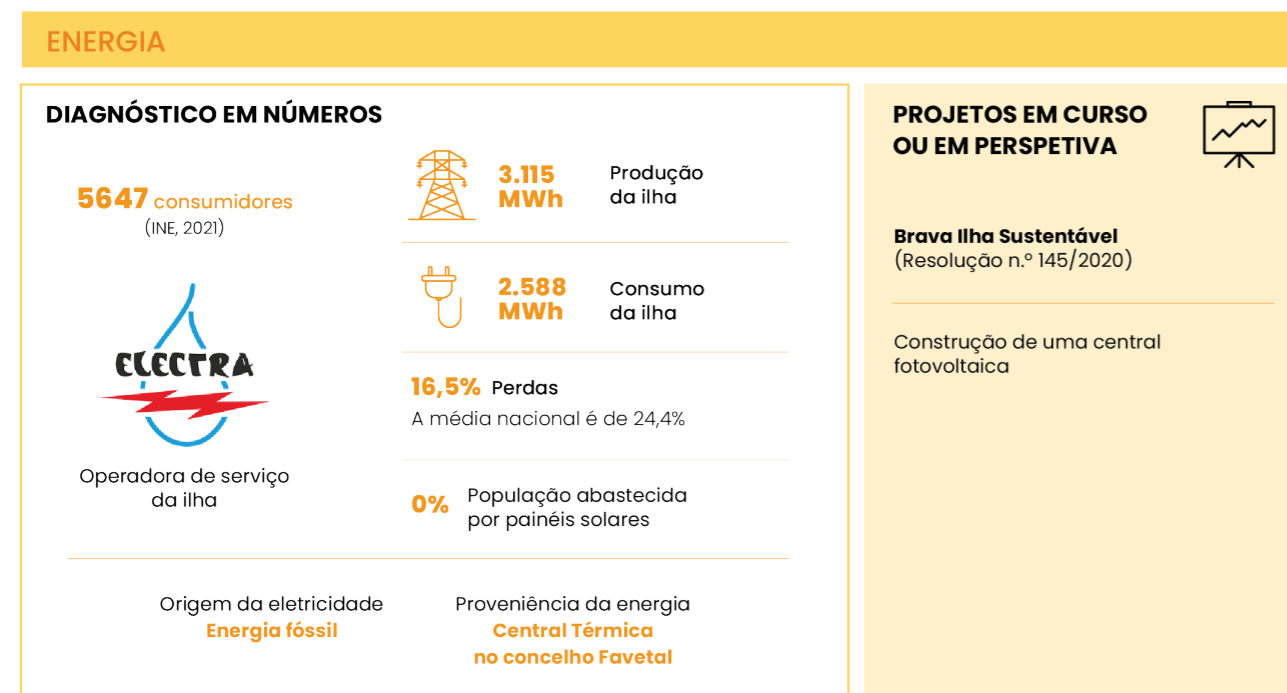 ENERGIA
DIAGNÓSTICO EM NÚMEROS
5647 consumidores
(INE, 2021)
ELECTRA
Operadora de serviço
da ilha
3.115
MWh
Produção
da ilha
2.588
MWh
Consumo
da ilha
16,5% Perdas
A média nacional é de 24,4%
0%
População abastecida
por painéis solares
Origem da eletricidade
Energia fóssil
Proveniência da energia
Central Térmica
no concelho Favetal
PROJETOS EM CURSO
OU EM PERSPETIVA
Brava Ilha Sustentável
(Resolução n.º 145/2020)
Construção de uma central
fotovoltaica